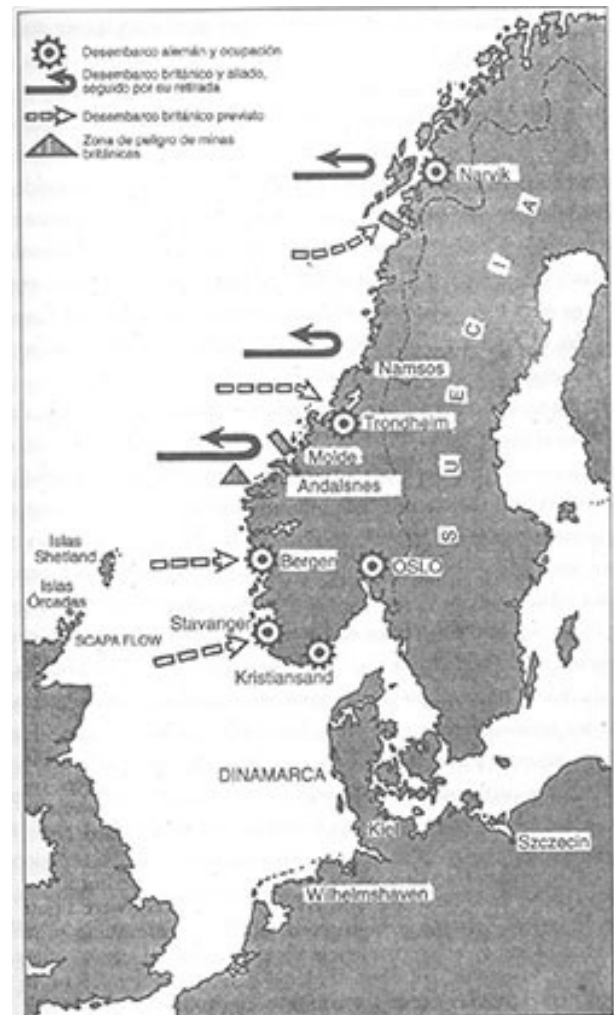 Desembarco alemán y ocupación
Desembarco británico y aliado,
seguido por su retirada
Desembarco británico previsto
Zona de peligro de minas
británicas
Narvik
SUECIA
Namsos
Trondheim
Molde
Andalsnes
Islas
Shetland
Bergen
OSLO
Islas
Órcadas
SCAPA FLOW
Stavanger
Kristiansand
DINAMARCA
Kiel
Szczecin
Wilhelmshaven